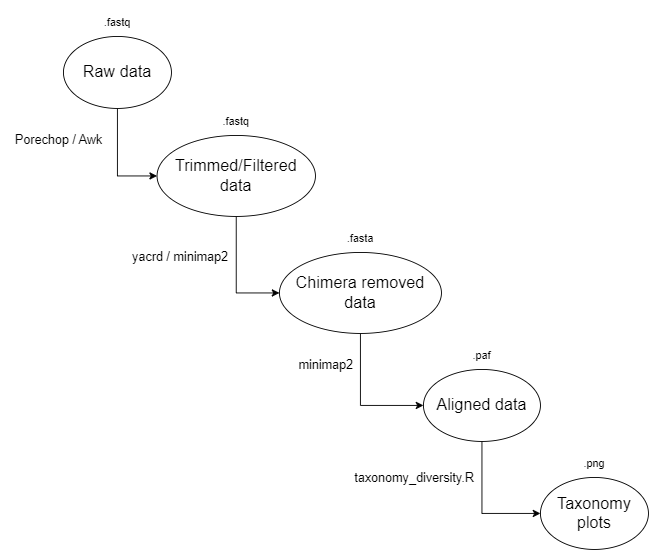 .fastq
Raw data
Porechop / Awk
.fastq
Trimmed/Filtered
data
yacrd / minimap2
.fasta
Chimera removed
data
minimap2
.paf
Aligned data
taxonomy_diversity.R
.png
Taxonomy
plots